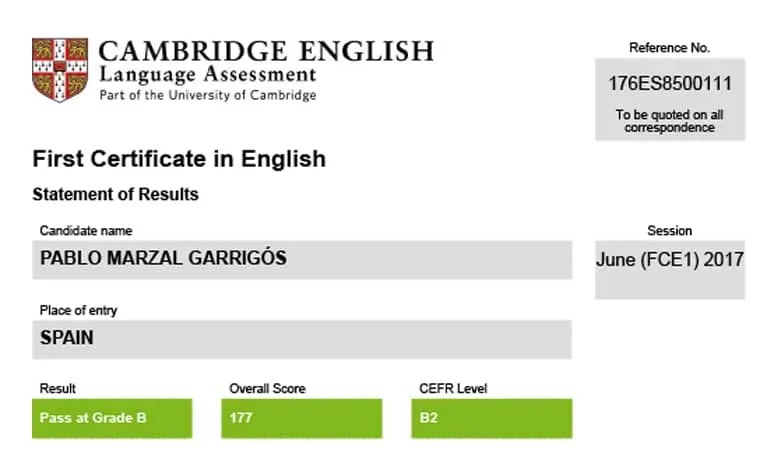 CAMBRIDGE ENGLISH
Language Assessment
Part of the University of Cambridge
Reference No.
176ES8500111
To be quoted on all
correspondence
First Certificate in English
Statement of Results
Candidate name
PABLO MARZAL GARRIGÓS
Session
June (FCE1) 2017
Place of entry
SPAIN
Result
Pass at Grade B
Overall Score
177
CEFR Level
B2